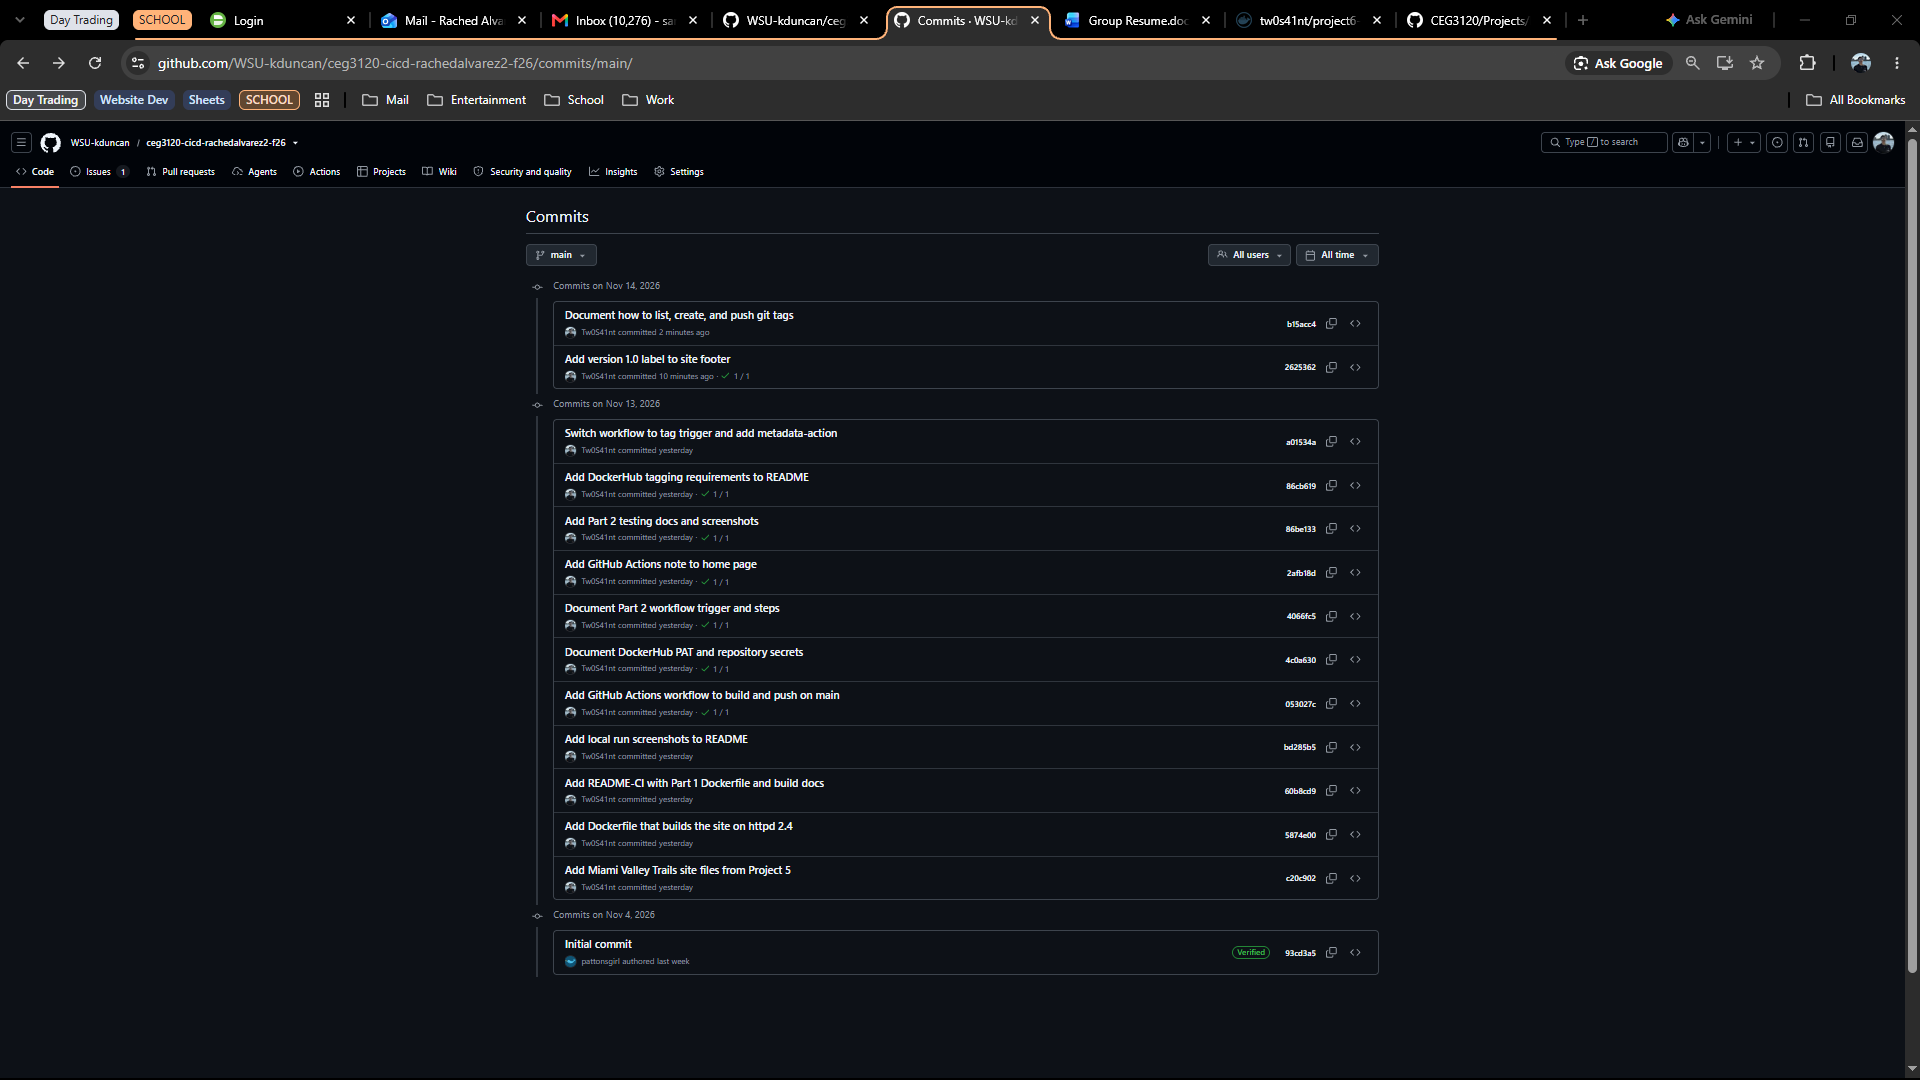 Day Trading
SCHOOL
Login
Mail - Rached Alva
Inbox (10,276) - sa
WSU-kduncan/ceg
Commits · WSU-kd
Group Resume.doc
tw0s41nt/project6-
CEG3120/Projects/
Ask Gemini
github.com/WSU-kduncan/ceg3120-cicd-rachedalvarez2-f26/commits/main/
Ask Google
Day Trading
Website Dev
Sheets
SCHOOL
Mail
Entertainment
School
Work
All Bookmarks
WSU-kduncan / ceg3120-cicd-rachedalvarez2-f26
Type / to search
Code
Issues 1
Pull requests
Agents
Actions
Projects
Wiki
Security and quality
Insights
Settings
Commits
main
All users
All time
Commits on Nov 14, 2026
Document how to list, create, and push git tags
Tw0S41nt committed 2 minutes ago
b15acc4
Add version 1.0 label to site footer
Tw0S41nt committed 10 minutes ago · 1 / 1
2625362
Commits on Nov 13, 2026
Switch workflow to tag trigger and add metadata-action
Tw0S41nt committed yesterday
a01534a
Add DockerHub tagging requirements to README
Tw0S41nt committed yesterday · 1 / 1
86cb619
Add Part 2 testing docs and screenshots
Tw0S41nt committed yesterday · 1 / 1
86be133
Add GitHub Actions note to home page
Tw0S41nt committed yesterday · 1 / 1
2afb18d
Document Part 2 workflow trigger and steps
Tw0S41nt committed yesterday · 1 / 1
4066fc5
Document DockerHub PAT and repository secrets
Tw0S41nt committed yesterday · 1 / 1
4c0a630
Add GitHub Actions workflow to build and push on main
Tw0S41nt committed yesterday · 1 / 1
053027c
Add local run screenshots to README
Tw0S41nt committed yesterday
bd285b5
Add README-CI with Part 1 Dockerfile and build docs
Tw0S41nt committed yesterday
60b8cd9
Add Dockerfile that builds the site on httpd 2.4
Tw0S41nt committed yesterday
5874e00
Add Miami Valley Trails site files from Project 5
Tw0S41nt committed yesterday
c20c902
Commits on Nov 4, 2026
Initial commit
pattonsgirl authored last week
Verified
93cd3a5